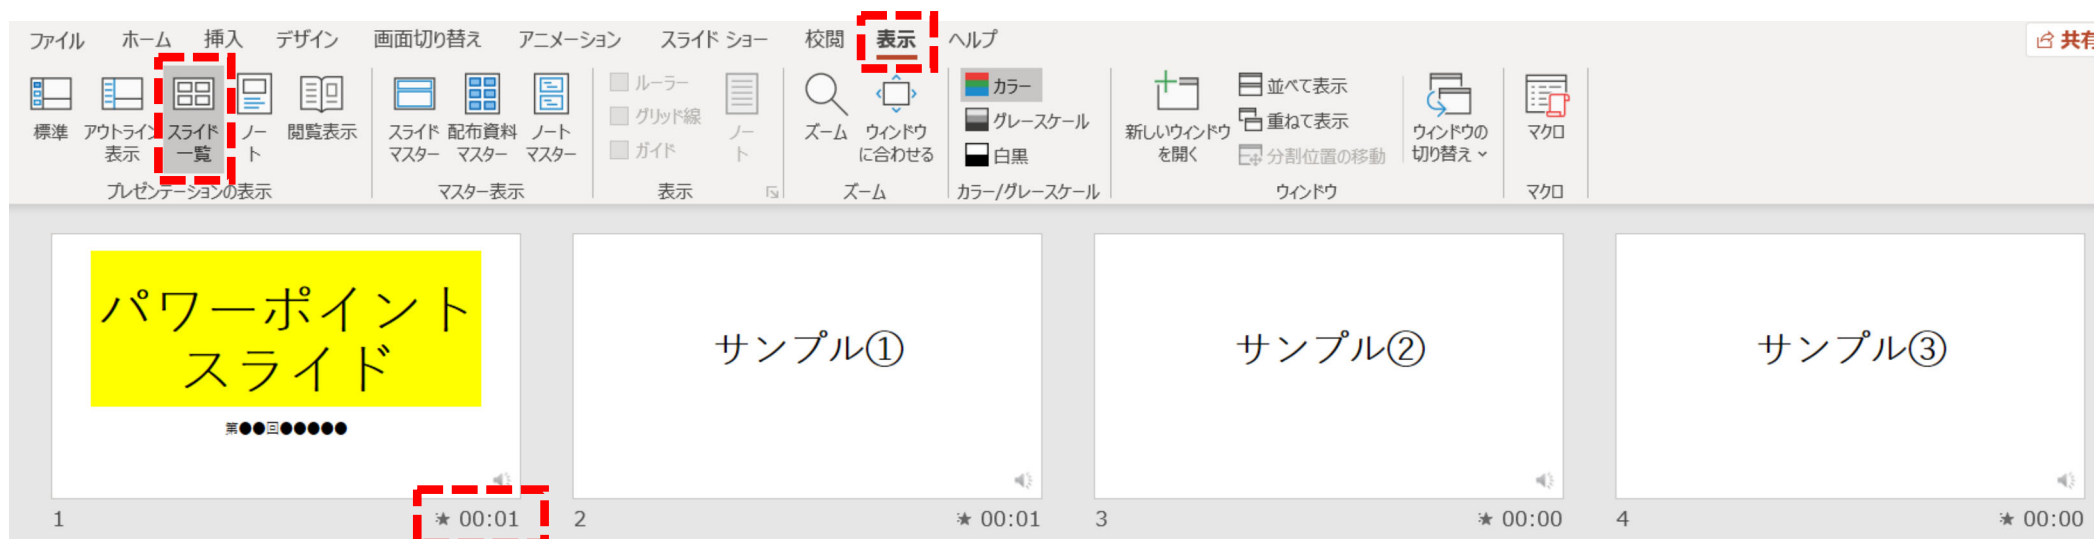 ファイル ホーム 挿入 デザイン 画面切り替え アニメーション スライド ショー 校閲 表示 ヘルプ 共有
標準 アウトライン表示 スライド一覧 ノート 閲覧表示
プレゼンテーションの表示
スライドマスター 配布資料マスター ノートマスター
マスター表示
ルーラー
グリッド線
ガイド
ノート
表示
ズーム ウィンドウに合わせる
ズーム
カラー
グレースケール
白黒
カラー/グレースケール
新しいウィンドウを開く
並べて表示
重ねて表示
分割位置の移動
ウィンドウの切り替え
ウィンドウ
マクロ
マクロ
パワーポイント
スライド
第●●回●●●●●
1 00:01
サンプル①
2 00:01
サンプル②
3 00:00
サンプル③
4 00:00